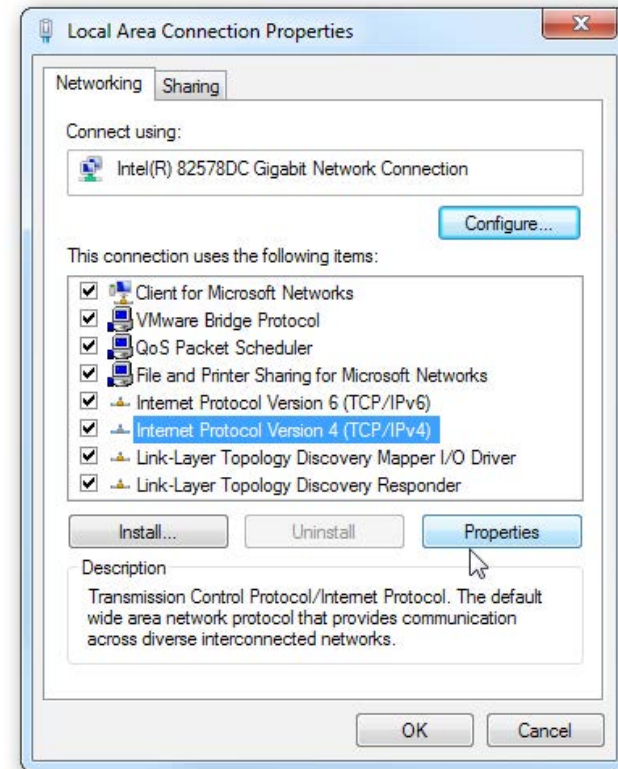 Local Area Connection Properties
Networking
Sharing
Connect using:
Intel(R) 82578DC Gigabit Network Connection
Configure...
This connection uses the following items:
Client for Microsoft Networks
VMware Bridge Protocol
QoS Packet Scheduler
File and Printer Sharing for Microsoft Networks
Internet Protocol Version 6 (TCP/IPv6)
Internet Protocol Version 4 (TCP/IPv4)
Link-Layer Topology Discovery Mapper I/O Driver
Link-Layer Topology Discovery Responder
Install...
Uninstall
Properties
Description
Transmission Control Protocol/Internet Protocol. The default
wide area network protocol that provides communication
across diverse interconnected networks.
OK
Cancel